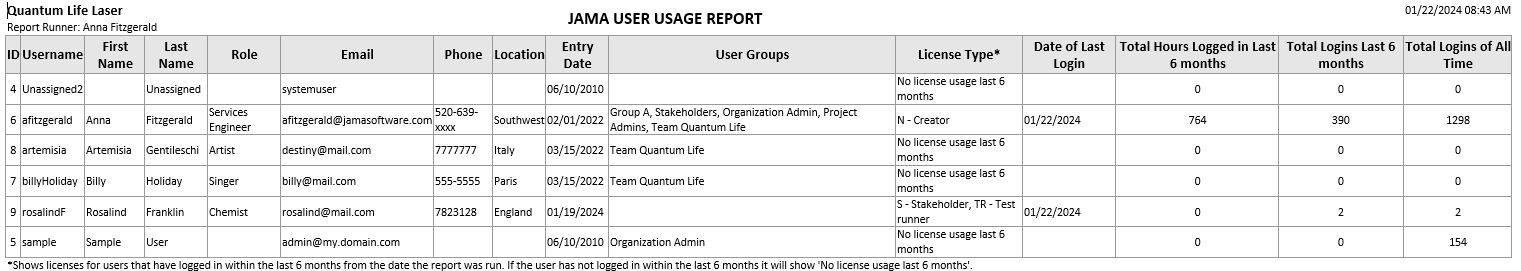 Quantum Life Laser
Report Runner: Anna Fitzgerald
JAMA USER USAGE REPORT
01/22/2024 08:43 AM
ID Username First Name Last Name Role Email Phone Location Entry Date User Groups License Type* Date of Last Login Total Hours Logged in Last 6 months Total Logins Last 6 months Total Logins of All Time
4 Unassigned2 Unassigned systemuser 06/10/2010 No license usage last 6 months 0 0 0
6 afitzgerald Anna Fitzgerald Services Engineer afitzgerald@jamasoftware.com 520-639-xxxx Southwest 02/01/2022 Group A, Stakeholders, Organization Admin, Project Admins, Team Quantum Life N - Creator 01/22/2024 764 390 1298
8 artemisia Artemisia Gentileschi Artist destiny@mail.com 7777777 Italy 03/15/2022 Team Quantum Life No license usage last 6 months 0 0 0
7 billyHoliday Billy Holiday Singer billy@mail.com 555-5555 Paris 03/15/2022 Team Quantum Life No license usage last 6 months 0 0 0
9 rosalindF Rosalind Franklin Chemist rosalind@mail.com 7823128 England 01/19/2024 S - Stakeholder, TR - Test runner 01/22/2024 0 2 2
5 sample Sample User admin@my.domain.com 06/10/2010 Organization Admin No license usage last 6 months 0 0 154
*Shows licenses for users that have logged in within the last 6 months from the date the report was run. If the user has not logged in within the last 6 months it will show 'No license usage last 6 months'.